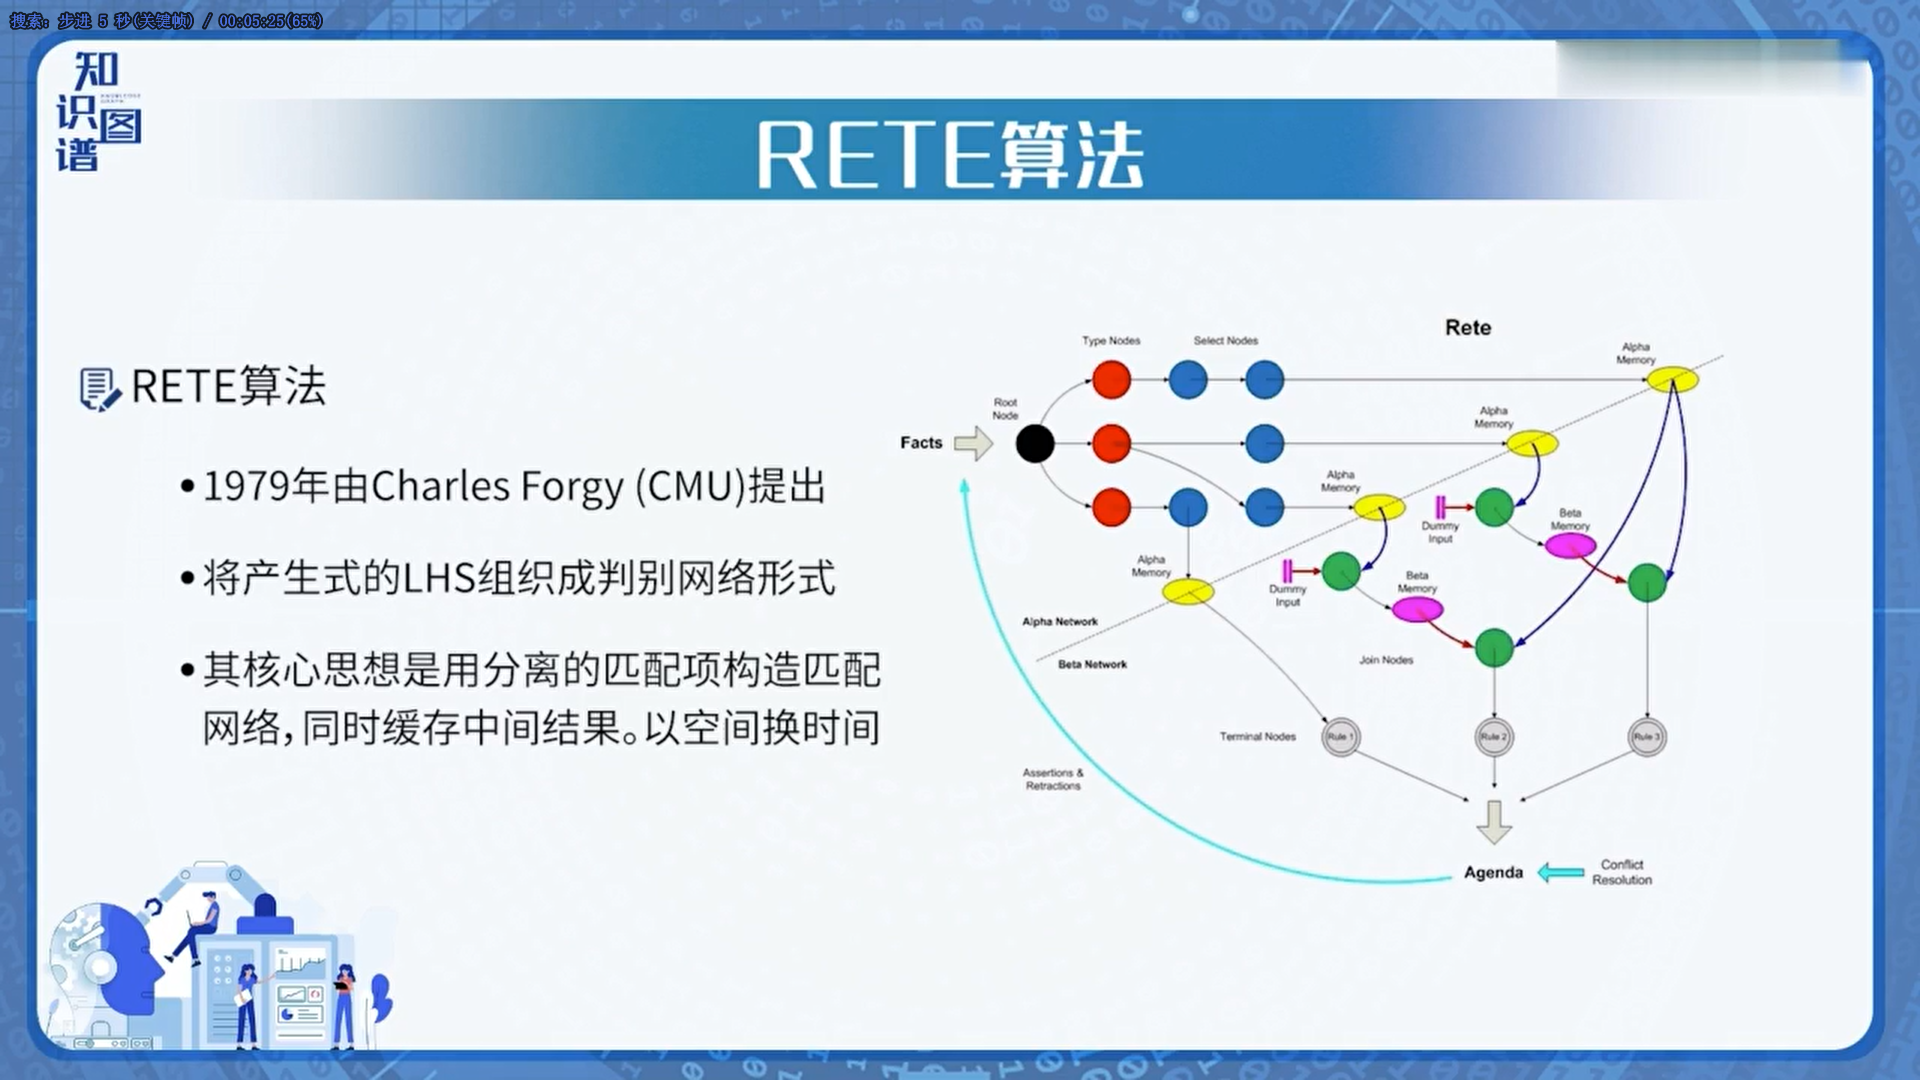 搜索: 步进 5 秒(关键帧) / 00:05:25(65%)
知识图谱
KNOWLEDGE
GRAPH
RETE算法
RETE算法
•1979年由Charles Forgy (CMU)提出
•将产生式的LHS组织成判别网络形式
•其核心思想是用分离的匹配项构造匹配
网络,同时缓存中间结果。以空间换时间
Rete
Type Nodes
Select Nodes
Alpha
Memory
Root
Node
Facts
Alpha
Memory
Alpha
Memory
Dummy
Input
Beta
Memory
Alpha
Memory
Dummy
Input
Beta
Memory
Alpha Network
Beta Network
Join Nodes
Terminal Nodes
Rule 1
Rule 2
Rule 3
Assertions &
Retractions
Agenda
Conflict
Resolution